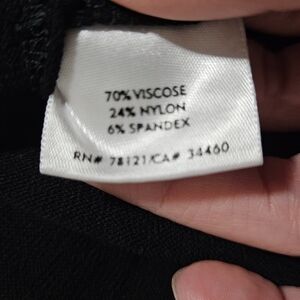 70% VISCOSE
24% NYLON
6% SPANDEX
RN# 78121/CA# 34460